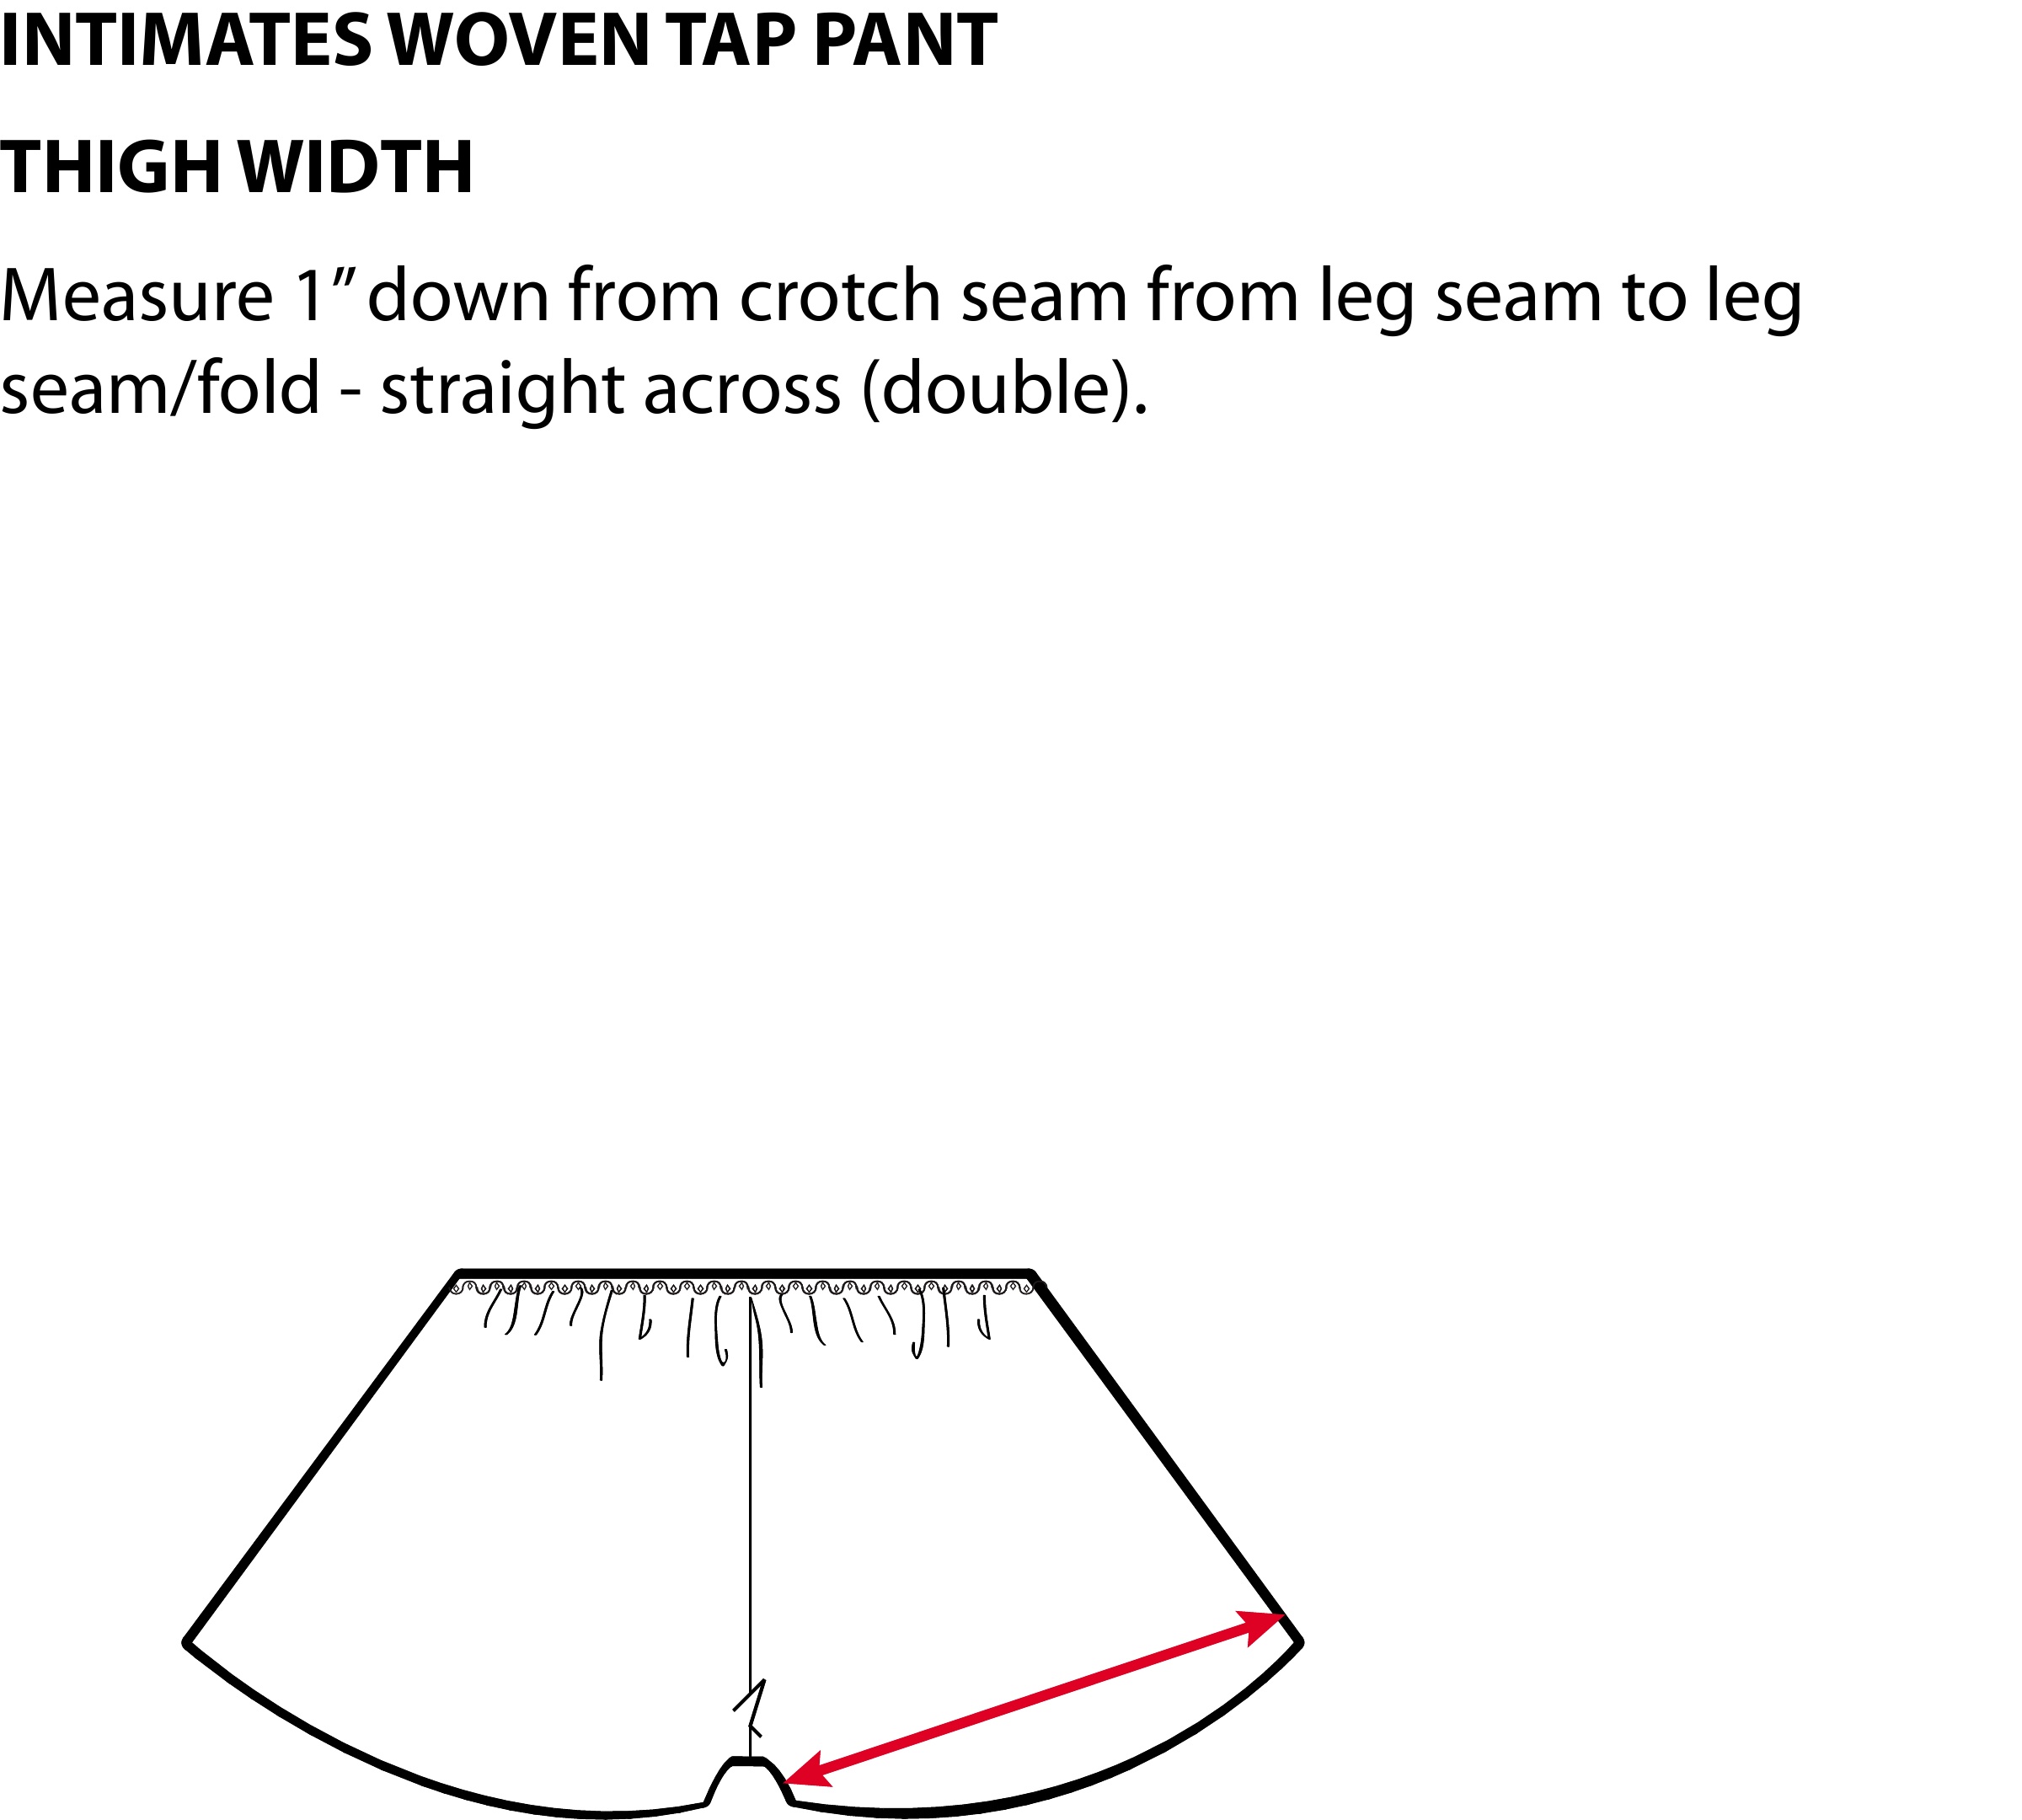 INTIMATES WOVEN TAP PANT
THIGH WIDTH
Measure 1” down from crotch seam from leg seam to leg
seam/fold - straight across (double).